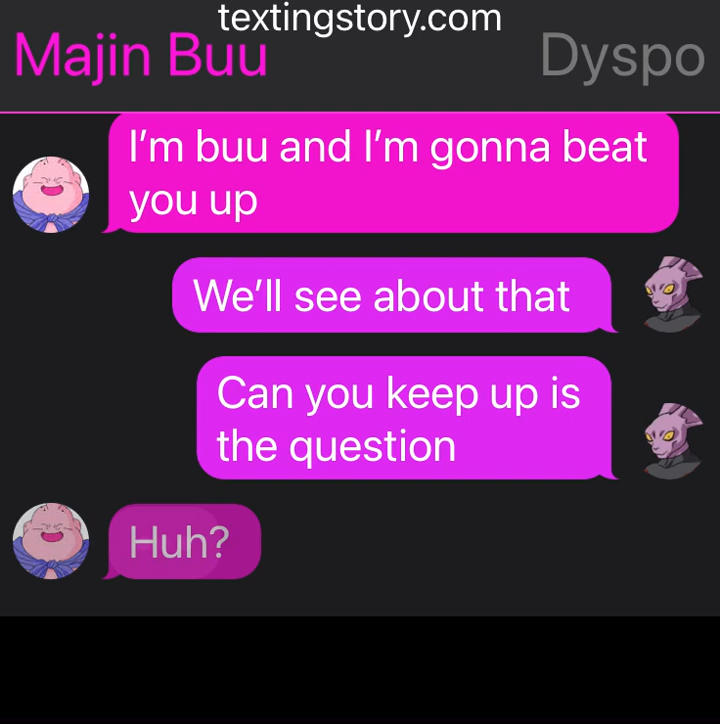 textingstory.com
Majin Buu
Dyspo
I’m buu and I’m gonna beat
you up
We’ll see about that
Can you keep up is
the question
Huh?